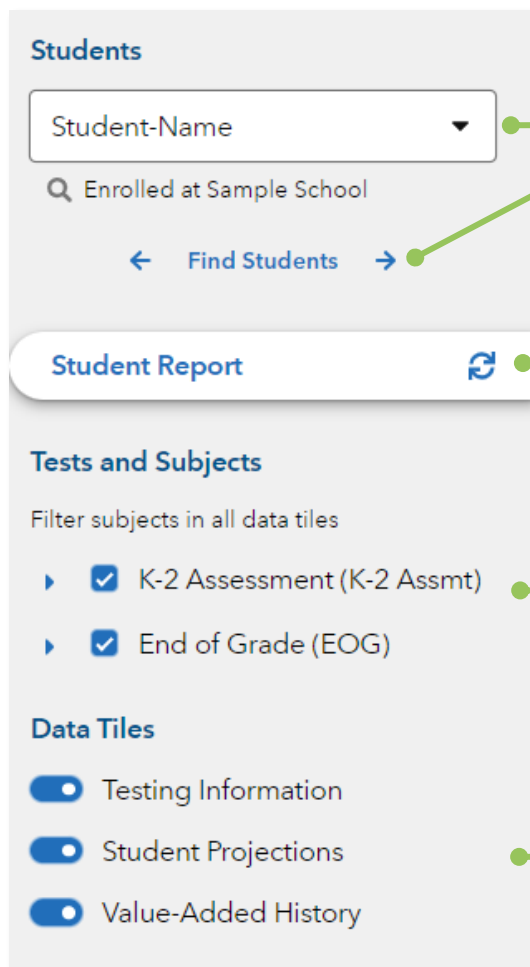 Students
Student-Name
Enrolled at Sample School
Find Students
Student Report
Tests and Subjects
Filter subjects in all data tiles
K-2 Assessment (K-2 Assmt)
End of Grade (EOG)
Data Tiles
Testing Information
Student Projections
Value-Added History